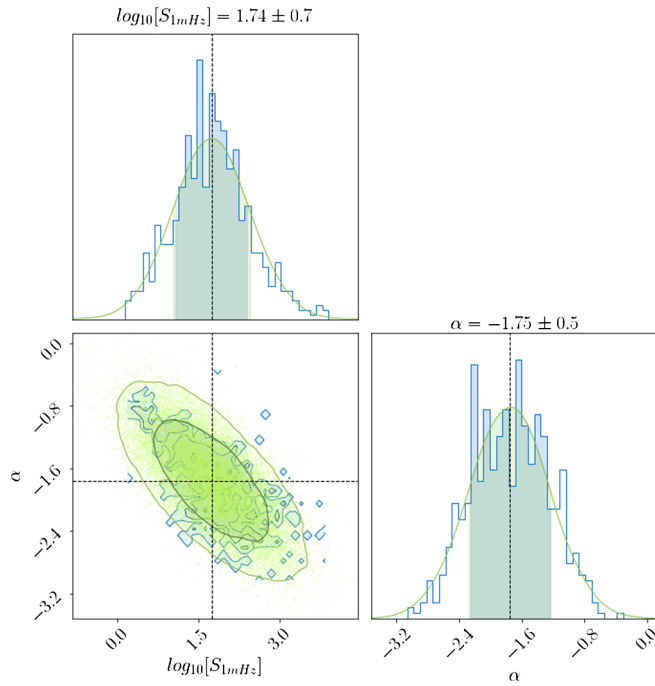 log₁₀[S₁mHz] = 1.74 ± 0.7
α = −1.75 ± 0.5
0.0
−0.8
−1.6
−2.4
−3.2
α
0.0 1.5 3.0
log₁₀[S₁mHz]
−3.2 −2.4 −1.6 −0.8 0.0
α